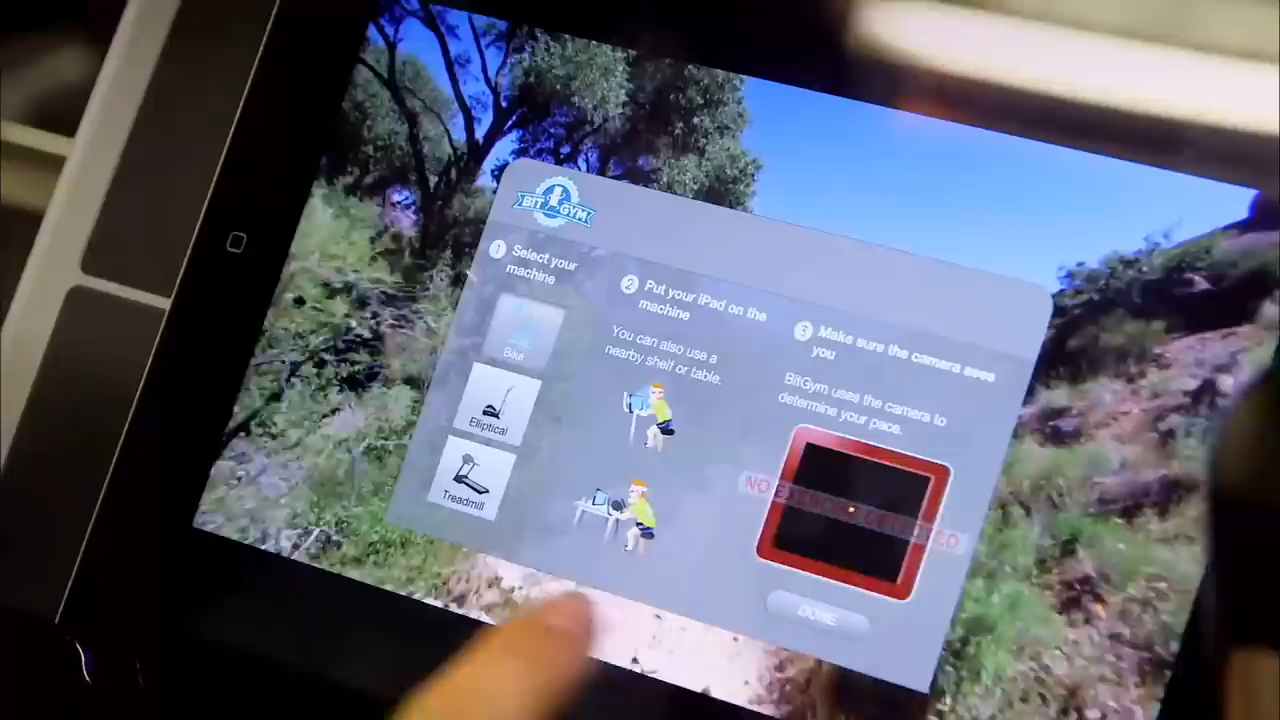 BIT GYM
1 Select your
machine
Bike
Elliptical
Treadmill
2 Put your iPad on the
machine
You can also use a
nearby shelf or table.
3 Make sure the camera sees
you
BitGym uses the camera to
determine your pace.
NO EXERCISE DETECTED
DONE